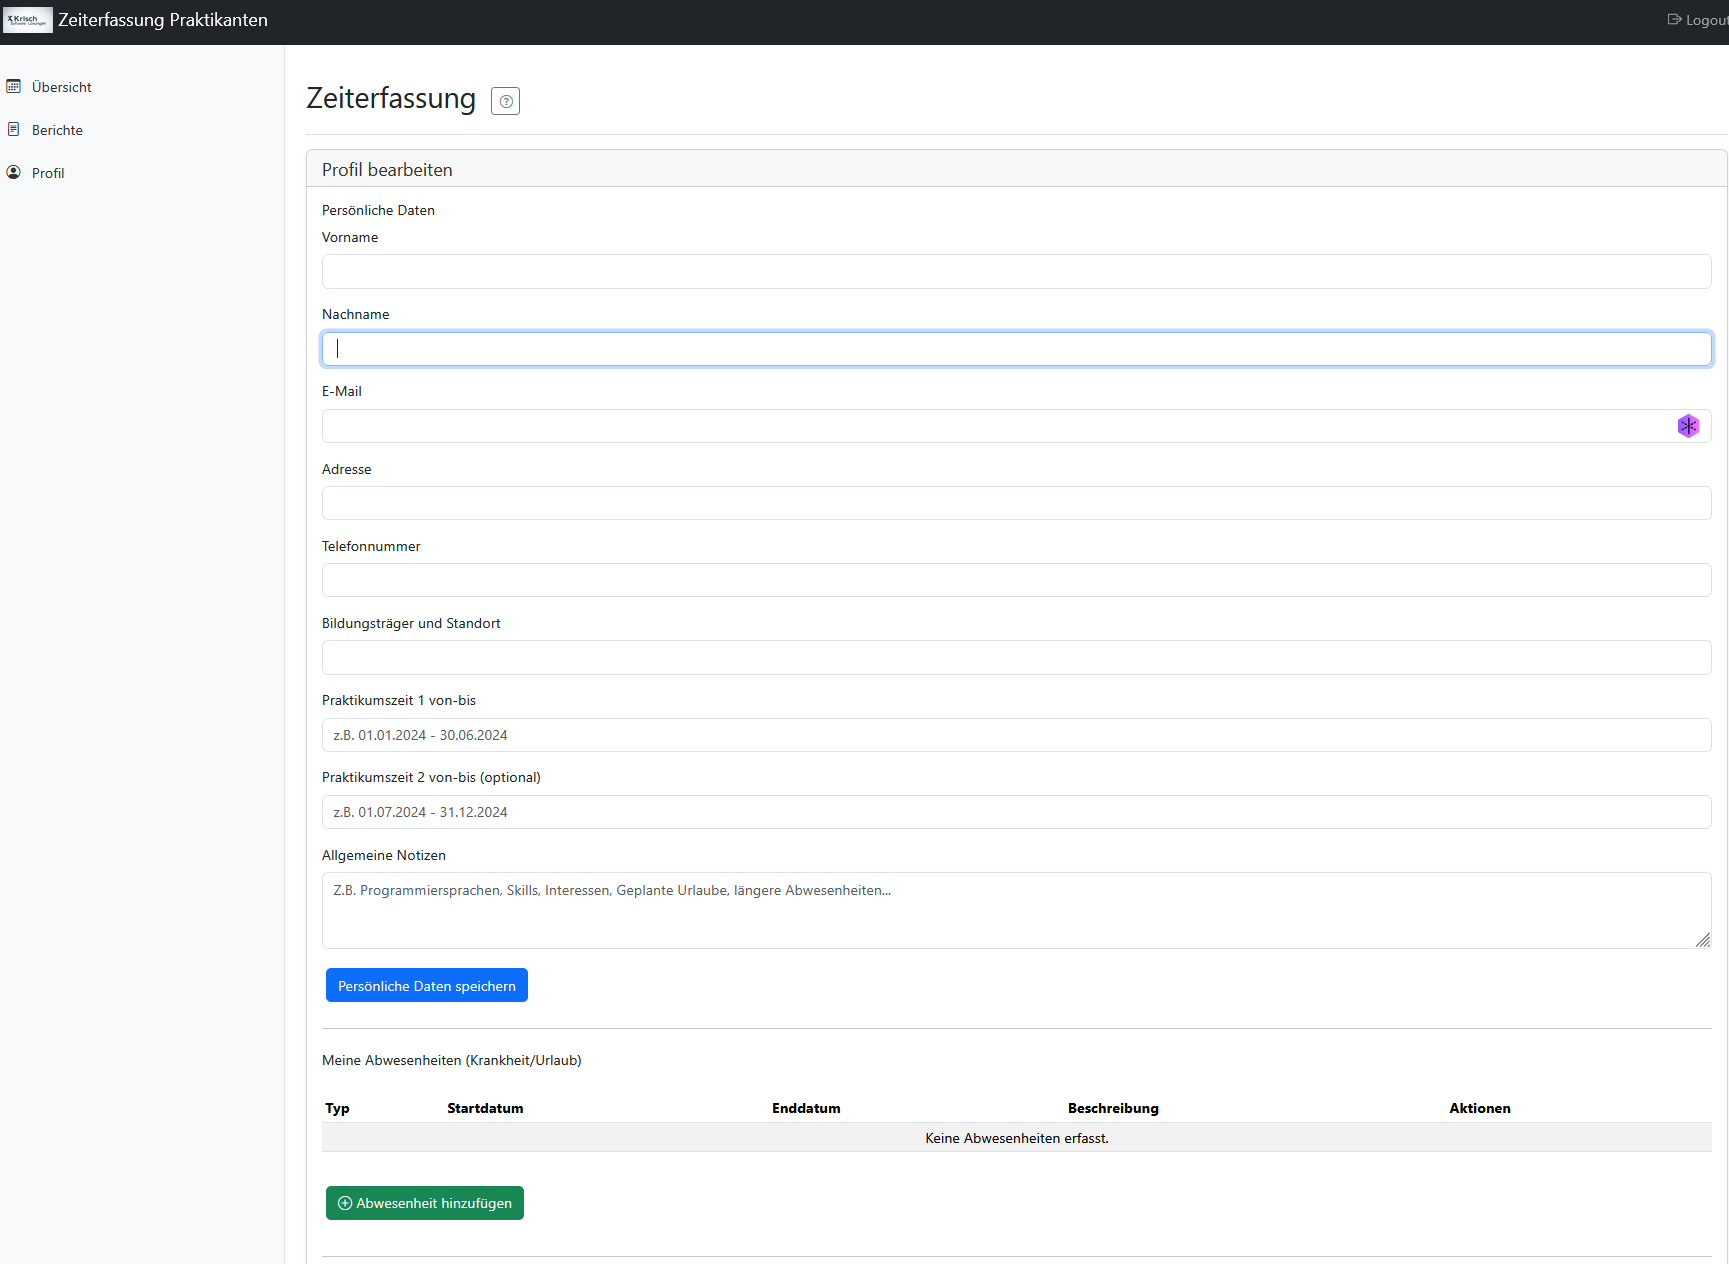 Krisch
Software Lösungen
Zeiterfassung Praktikanten
Logout
Übersicht
Berichte
Profil
Zeiterfassung
Profil bearbeiten
Persönliche Daten
Vorname
Nachname
E-Mail
Adresse
Telefonnummer
Bildungsträger und Standort
Praktikumszeit 1 von-bis
z.B. 01.01.2024 - 30.06.2024
Praktikumszeit 2 von-bis (optional)
z.B. 01.07.2024 - 31.12.2024
Allgemeine Notizen
Z.B. Programmiersprachen, Skills, Interessen, Geplante Urlaube, längere Abwesenheiten...
Persönliche Daten speichern
Meine Abwesenheiten (Krankheit/Urlaub)
Typ Startdatum Enddatum Beschreibung Aktionen
Keine Abwesenheiten erfasst.
Abwesenheit hinzufügen